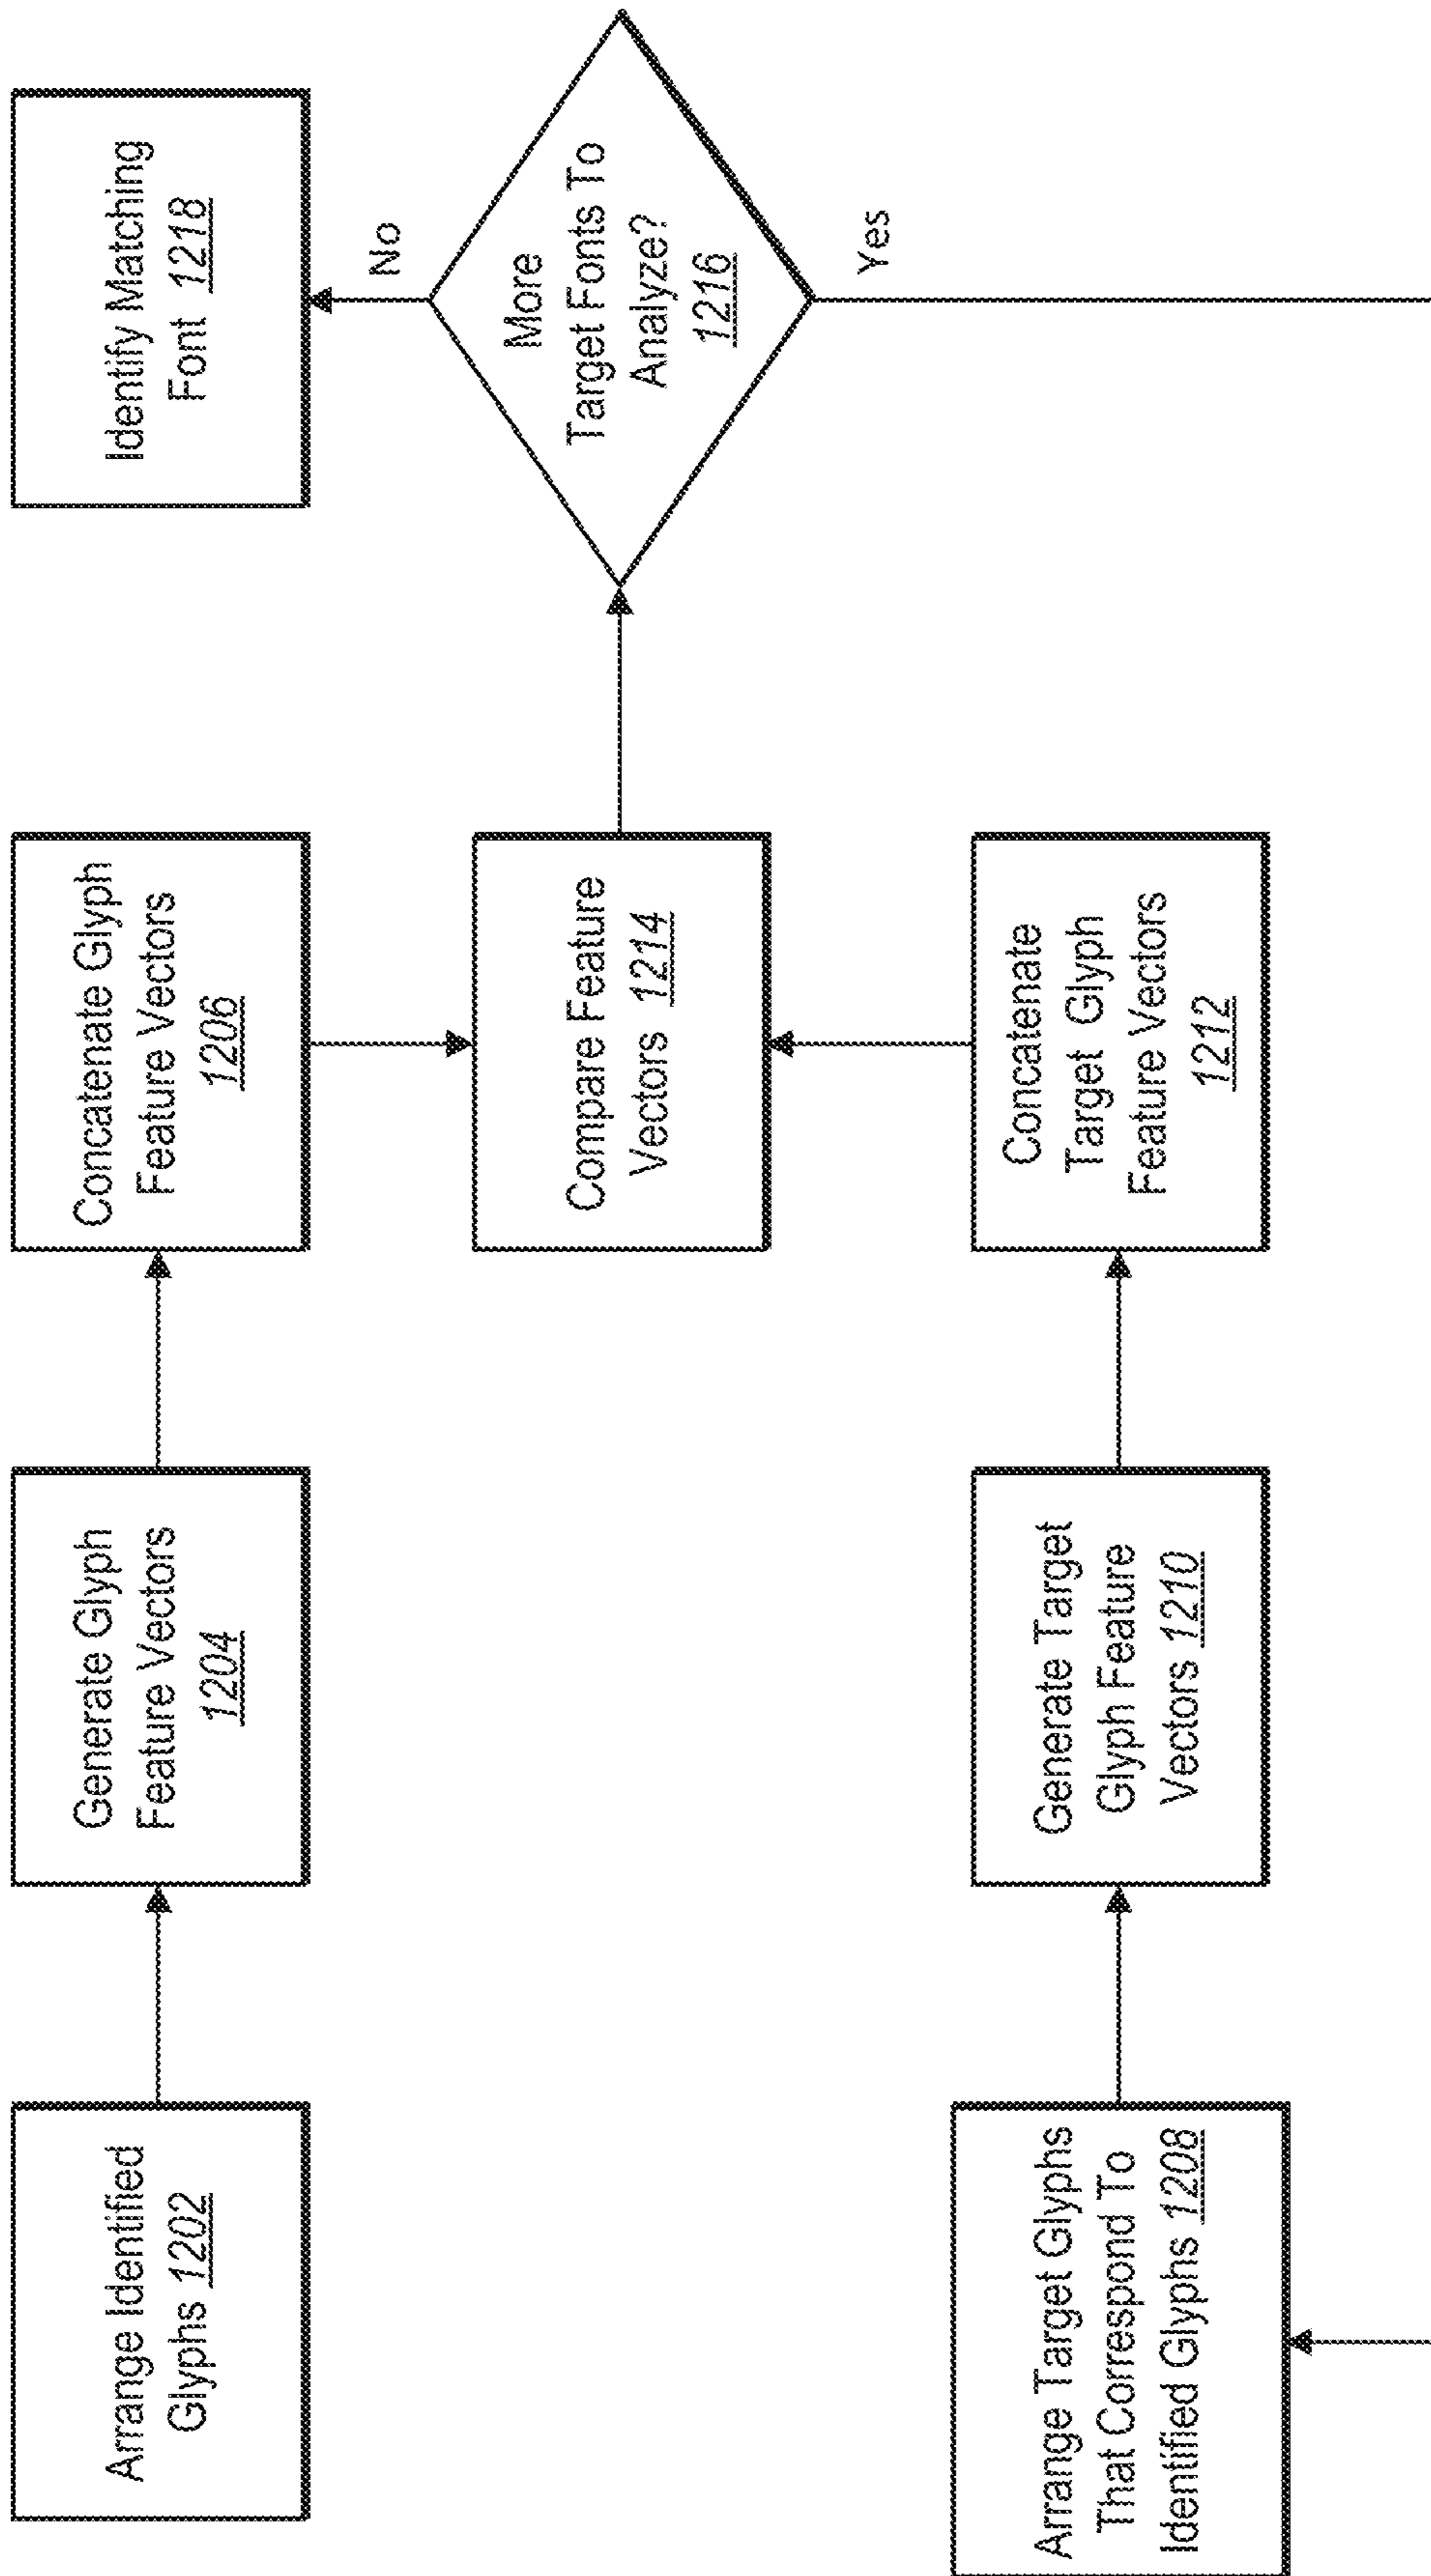 Arrange Identified
Glyphs 1202
Generate Glyph
Feature Vectors
1204
Concatenate Glyph
Feature Vectors
1206
Identify Matching
Font 1218
No
Compare Feature
Vectors 1214
More
Target Fonts To
Analyze?
1216
Yes
Arrange Target Glyphs
That Correspond To
Identified Glyphs 1208
Generate Target
Glyph Feature
Vectors 1210
Concatenate
Target Glyph
Feature Vectors
1212